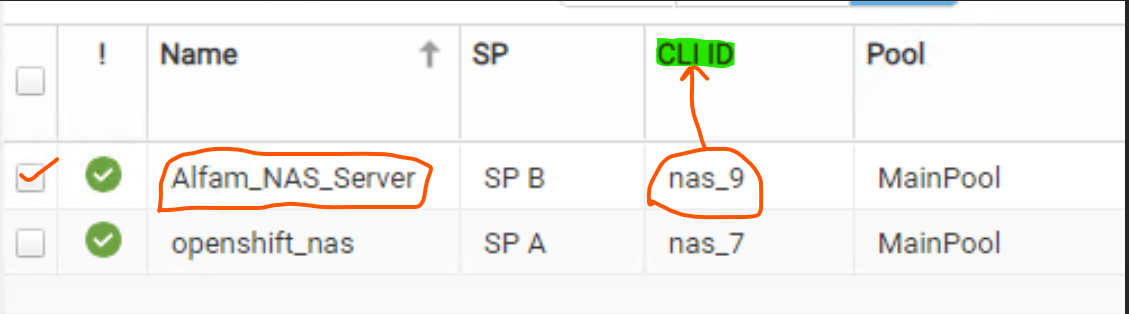 ! Name SP CLI ID Pool
Alfam_NAS_Server SP B nas_9 MainPool
openshift_nas SP A nas_7 MainPool